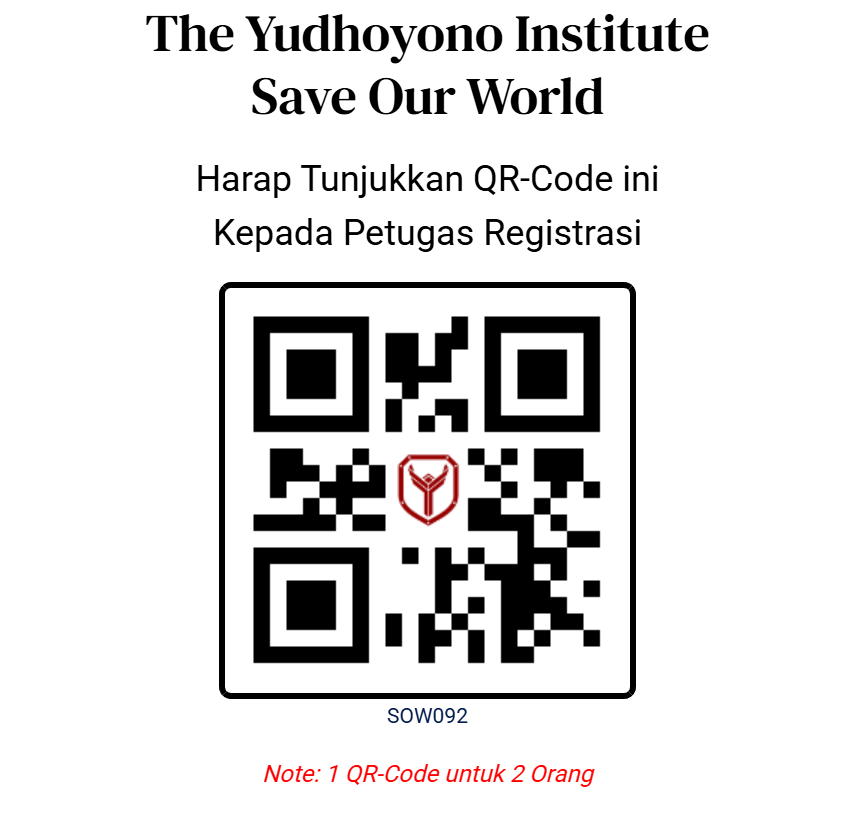 The Yudhoyono Institute
Save Our World
Harap Tunjukkan QR-Code ini
Kepada Petugas Registrasi
SOW092
Note: 1 QR-Code untuk 2 Orang